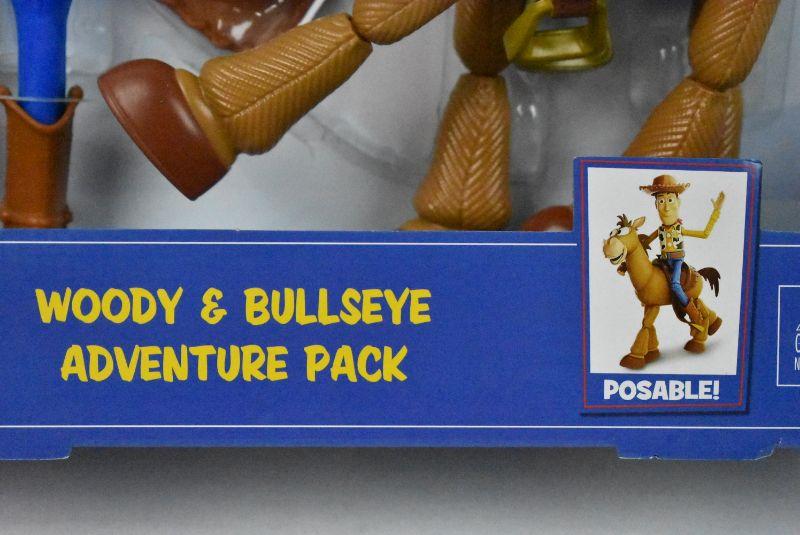 WOODY & BULLSEYE
ADVENTURE PACK
POSABLE!